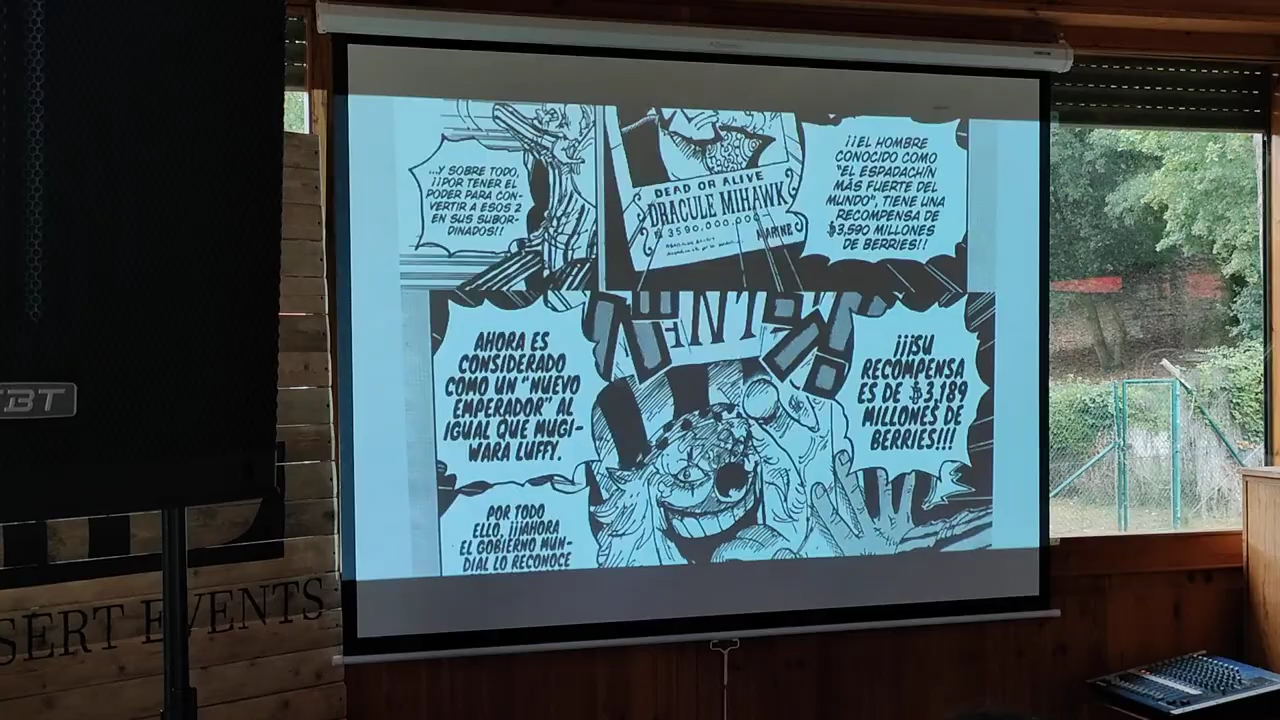 ...Y SOBRE TODO,
¡¡POR TENER EL
PODER PARA CON-
VERTIR A ESOS 2
EN SUS SUBOR-
DINADOS!!
DEAD OR ALIVE
DRACULE MIHAWK
3590,000,000
MARINE
¡¡EL HOMBRE
CONOCIDO COMO
"EL ESPADACHÍN
MÁS FUERTE DEL
MUNDO", TIENE UNA
RECOMPENSA DE
฿3,590 MILLONES
DE BERRIES!!
AHORA ES
CONSIDERADO
COMO UN "NUEVO
EMPERADOR" AL
IGUAL QUE MUGI-
WARA LUFFY.
¡¡¡SU
RECOMPENSA
ES DE ฿3,189
MILLONES DE
BERRIES!!!
POR TODO
ELLO, ¡¡¡AHORA
EL GOBIERNO MUN-
DIAL LO RECONOCE
SERT EVENTS